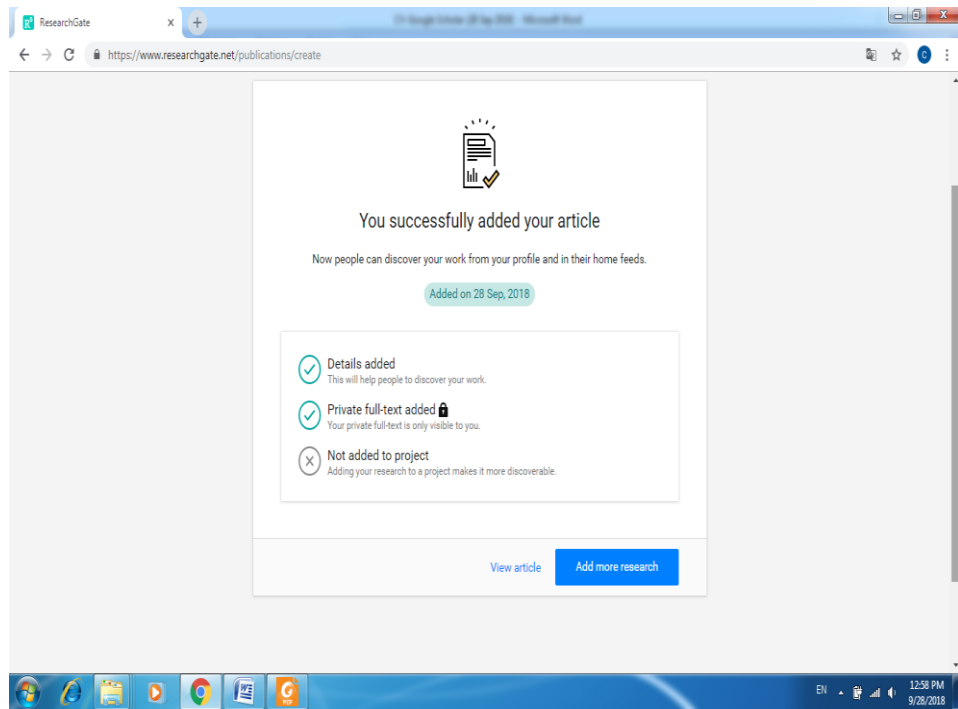 ResearchGate
https://www.researchgate.net/publications/create
C
You successfully added your article
Now people can discover your work from your profile and in their home feeds.
Added on 28 Sep, 2018
Details added
This will help people to discover your work.
Private full-text added
Your private full-text is only visible to you.
Not added to project
Adding your research to a project makes it more discoverable.
View article
Add more research
EN
12:58 PM
9/28/2018